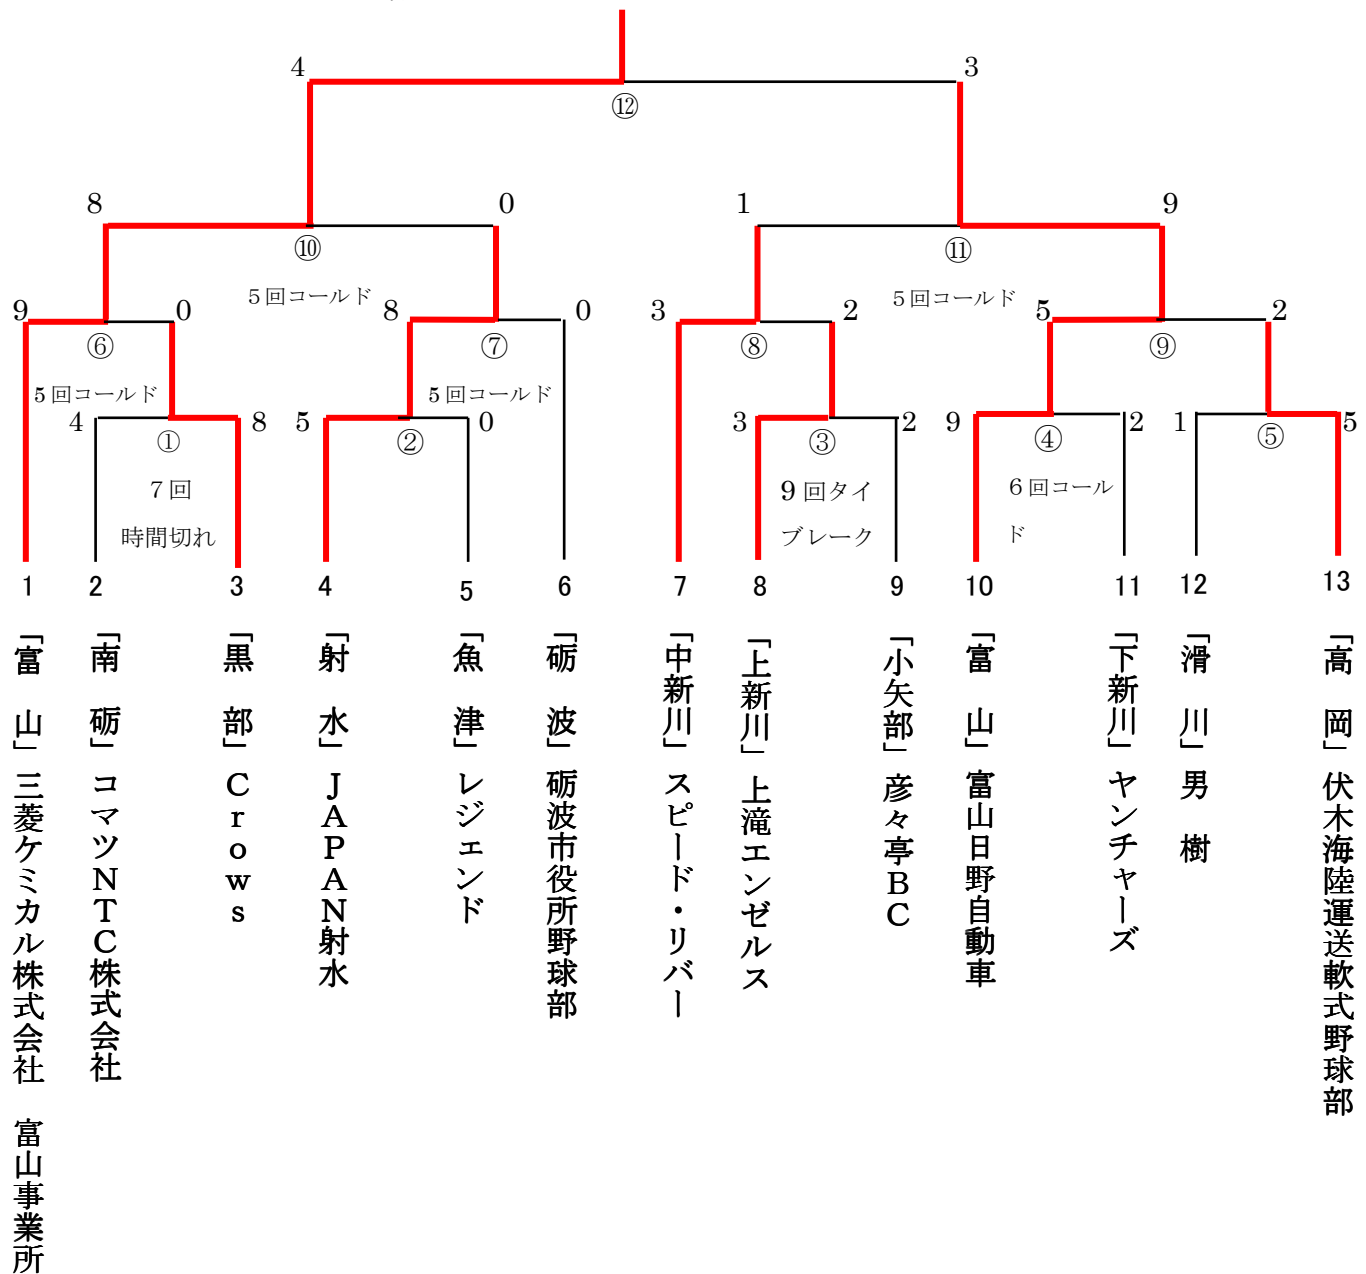 4 3
⑫
8 0 1 9
⑩ ⑪
5回コールド 5回コールド
9 0 8 0 3 2 5 2
⑥ ⑦ ⑧ ⑨
5回コールド 5回コールド
4 8 5 0 3 2 9 2 1 5
① ② ③ ④ ⑤
7回
時間切れ
9回タイ
ブレーク
6回コール
ド
1 2 3 4 5 6 7 8 9 10 11 12 13
「富　山」三菱ケミカル株式会社　富山事業所
「南　砺」コマツNTC株式会社
「黒　部」Crows
「射　水」JAPAN射水
「魚　津」レジェンド
「砺　波」砺波市役所野球部
「中新川」スピード・リバー
「上新川」上滝エンゼルス
「小矢部」彦々亭BC
「富　山」富山日野自動車
「下新川」ヤンチャーズ
「滑　川」男　樹
「高　岡」伏木海陸運送軟式野球部